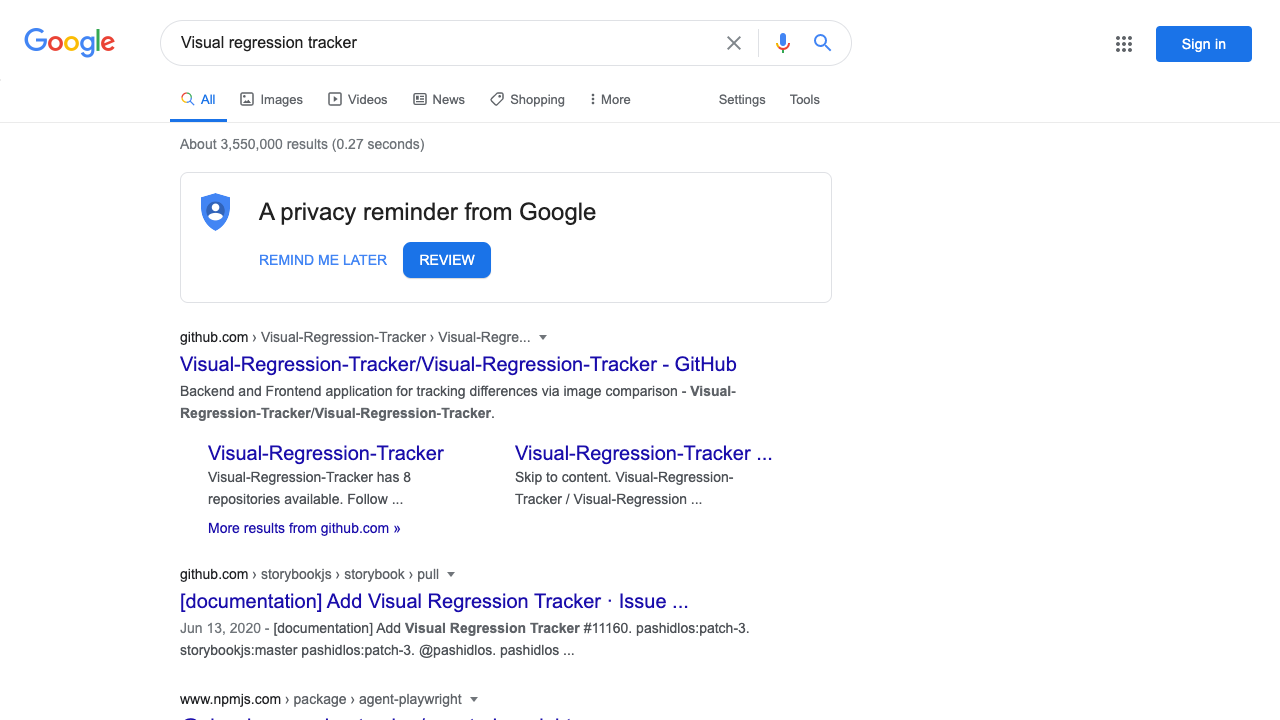 Google
Visual regression tracker
Sign in
All
Images
Videos
News
Shopping
More
Settings
Tools
About 3,550,000 results (0.27 seconds)
A privacy reminder from Google
REMIND ME LATER
REVIEW
github.com › Visual-Regression-Tracker › Visual-Regre...
Visual-Regression-Tracker/Visual-Regression-Tracker - GitHub
Backend and Frontend application for tracking differences via image comparison - Visual-
Regression-Tracker/Visual-Regression-Tracker.
Visual-Regression-Tracker
Visual-Regression-Tracker has 8
repositories available. Follow ...
Visual-Regression-Tracker ...
Skip to content. Visual-Regression-
Tracker / Visual-Regression ...
More results from github.com »
github.com › storybookjs › storybook › pull
[documentation] Add Visual Regression Tracker · Issue ...
Jun 13, 2020 - [documentation] Add Visual Regression Tracker #11160. pashidlos:patch-3.
storybookjs:master pashidlos:patch-3. @pashidlos. pashidlos ...
www.npmjs.com › package › agent-playwright